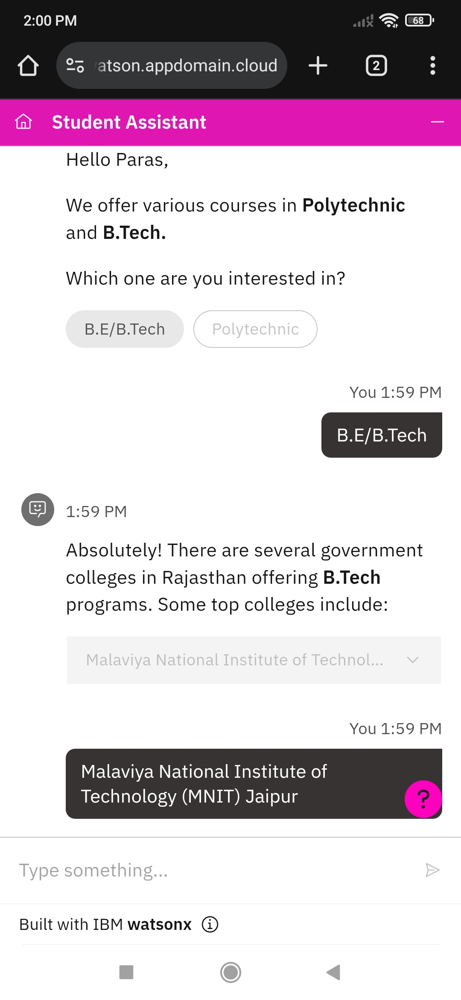 2:00 PM
68
atson.appdomain.cloud
2
Student Assistant
Hello Paras,
We offer various courses in Polytechnic
and B.Tech.
Which one are you interested in?
B.E/B.Tech
Polytechnic
You 1:59 PM
B.E/B.Tech
1:59 PM
Absolutely! There are several government
colleges in Rajasthan offering B.Tech
programs. Some top colleges include:
Malaviya National Institute of Technol...
You 1:59 PM
Malaviya National Institute of
Technology (MNIT) Jaipur
?
Type something...
Built with IBM watsonx